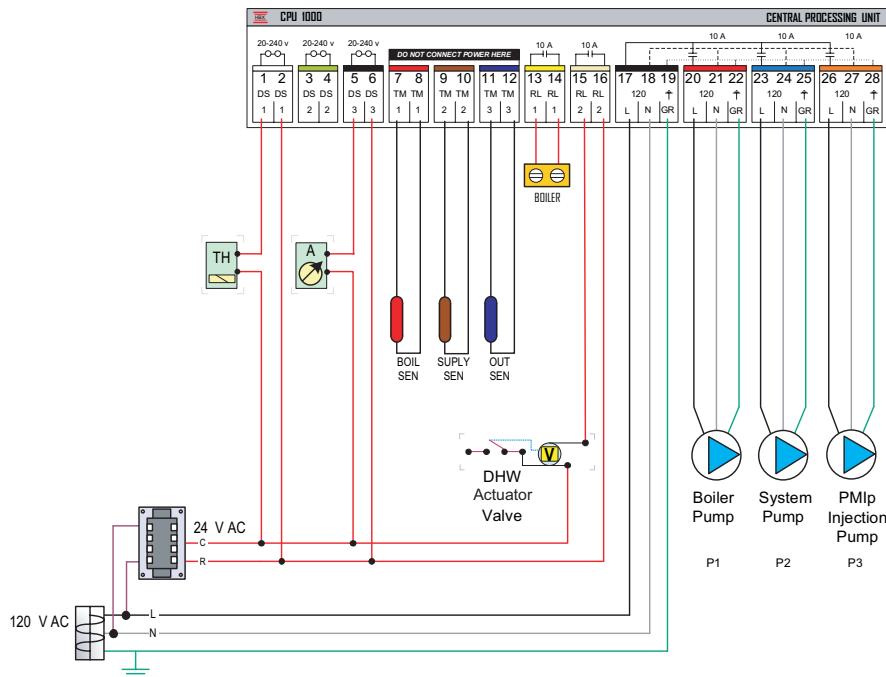 HBX CPU 1000 CENTRAL PROCESSING UNIT
20-240 v 20-240 v 20-240 v DO NOT CONNECT POWER HERE 10 A 10 A 10 A 10 A 10 A
1 2 3 4 5 6 7 8 9 10 11 12 13 14 15 16 17 18 19 20 21 22 23 24 25 26 27 28
DS DS DS DS DS DS TM TM TM TM TM TM RL RL RL RL 120 120 120 120
1 1 2 2 3 3 1 1 2 2 3 3 1 1 2 2 L N GR L N GR L N GR L N GR
BOILER
TH
A
BOIL
SEN
SUPLY
SEN
OUT
SEN
V
DHW
Actuator
Valve
Boiler
Pump
P1
System
Pump
P2
PMIp
Injection
Pump
P3
24 V AC
C
R
120 V AC
L
N